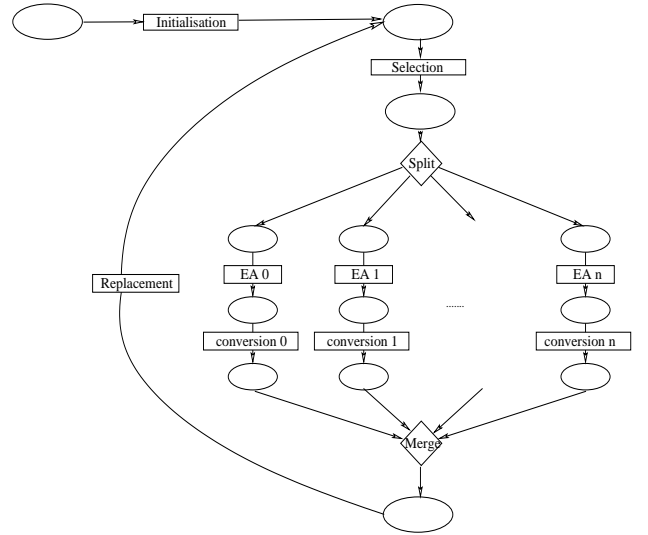 Initialisation
Selection
Split
EA 0
EA 1
EA n
Replacement
.......
conversion 0
conversion 1
conversion n
Merge